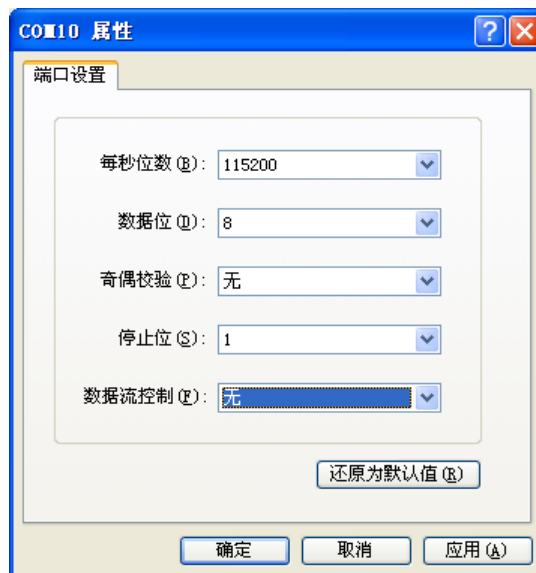 COM10 属性
端口设置
每秒位数(B): 115200
数据位(D): 8
奇偶校验(P): 无
停止位(S): 1
数据流控制(F): 无
还原为默认值(R)
确定 取消 应用(A)